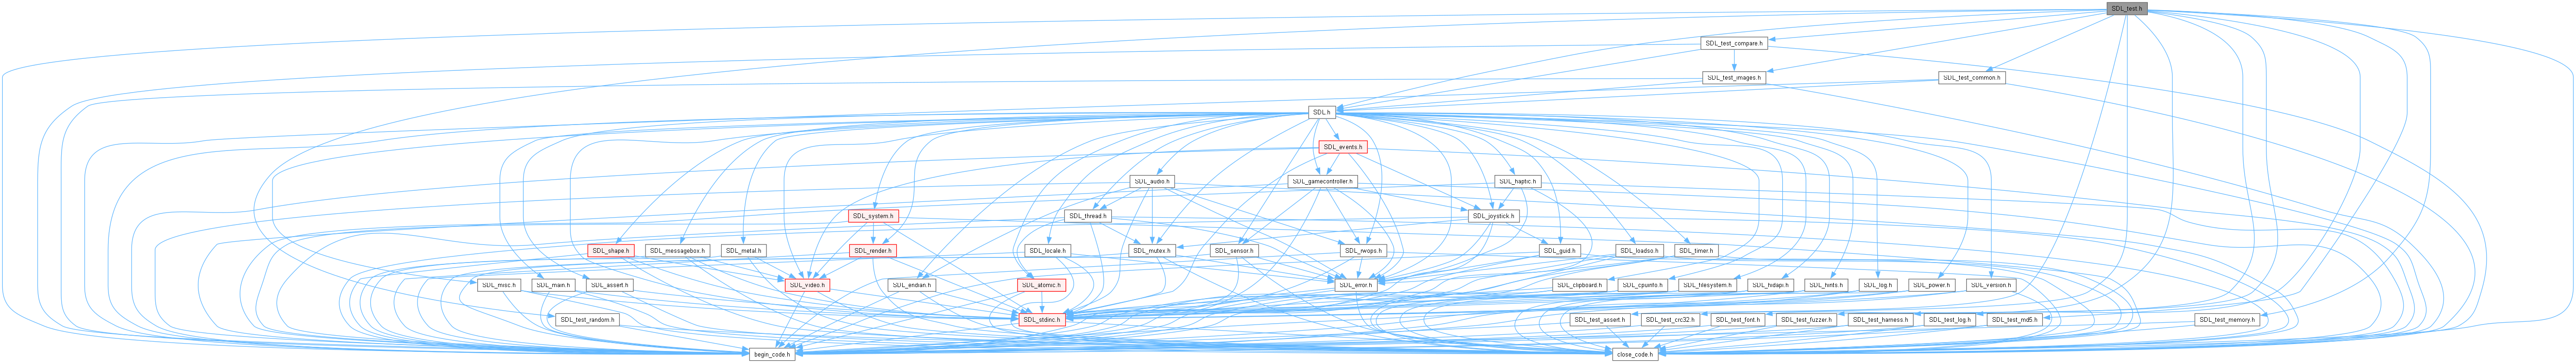 SDL_test.h
SDL_test_compare.h
SDL_test_images.h
SDL_test_common.h
SDL.h
SDL_events.h
SDL_audio.h
SDL_gamecontroller.h
SDL_haptic.h
SDL_system.h
SDL_thread.h
SDL_joystick.h
SDL_shape.h
SDL_messagebox.h
SDL_metal.h
SDL_render.h
SDL_locale.h
SDL_mutex.h
SDL_sensor.h
SDL_rwops.h
SDL_guid.h
SDL_loadso.h
SDL_timer.h
SDL_misc.h
SDL_main.h
SDL_assert.h
SDL_video.h
SDL_endian.h
SDL_atomic.h
SDL_error.h
SDL_clipboard.h
SDL_cpuinfo.h
SDL_filesystem.h
SDL_hidapi.h
SDL_hints.h
SDL_log.h
SDL_power.h
SDL_version.h
SDL_test_random.h
SDL_stdinc.h
SDL_test_assert.h
SDL_test_crc32.h
SDL_test_font.h
SDL_test_fuzzer.h
SDL_test_harness.h
SDL_test_log.h
SDL_test_md5.h
SDL_test_memory.h
begin_code.h
close_code.h